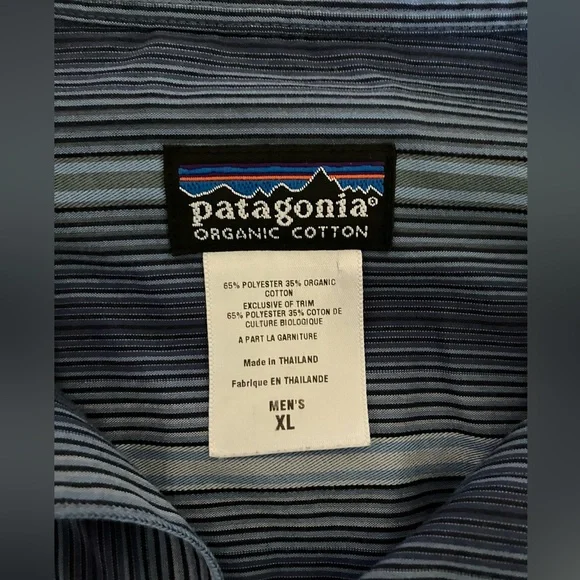 patagonia®
ORGANIC COTTON
65% POLYESTER 35% ORGANIC
COTTON
EXCLUSIVE OF TRIM
65% POLYESTER 35% COTON DE
CULTURE BIOLOGIQUE
A PART LA GARNITURE
Made in THAILAND
Fabrique EN THAILANDE
MEN'S
XL